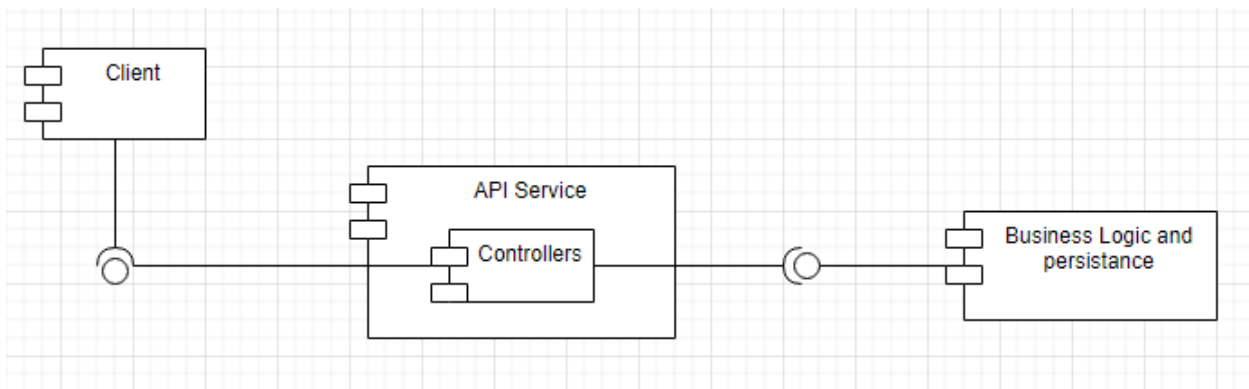 Client
API Service
Controllers
Business Logic and
persistance